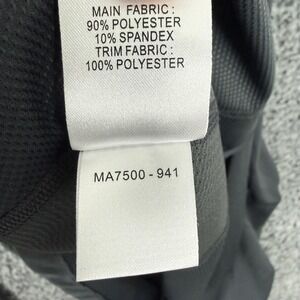 MAIN FABRIC :
90% POLYESTER
10% SPANDEX
TRIM FABRIC :
100% POLYESTER
MA7500 - 941